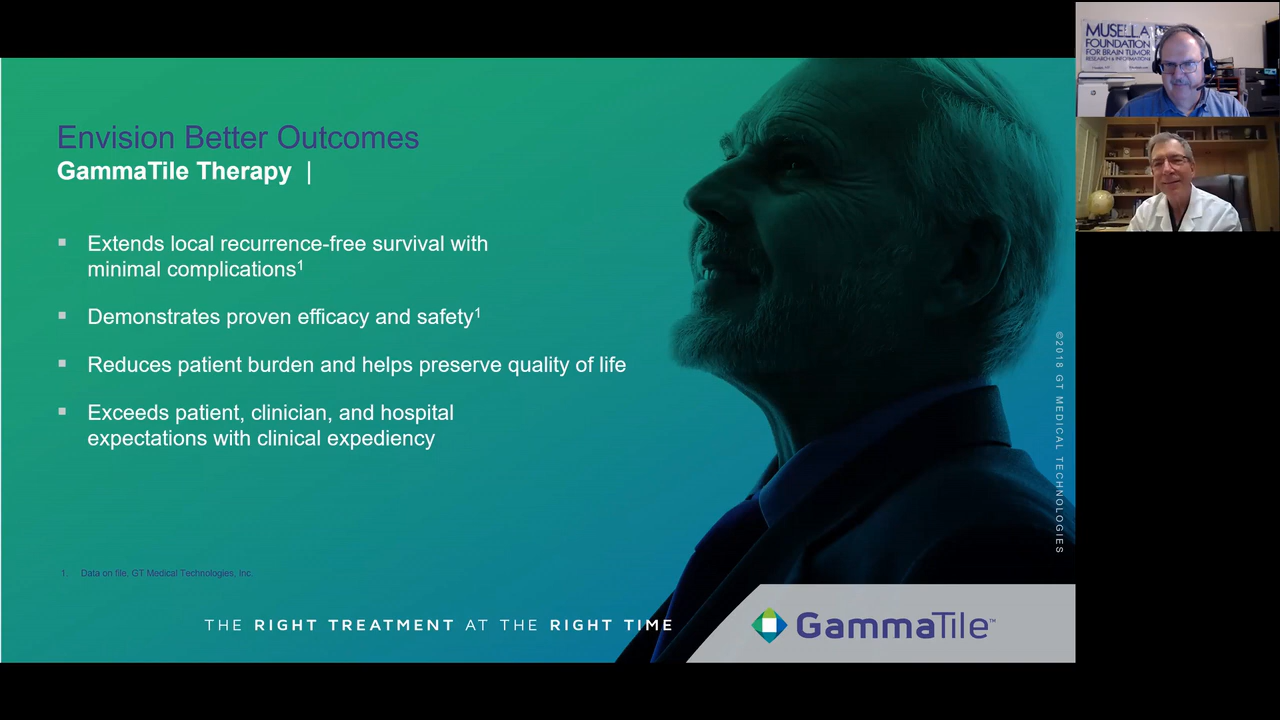 Envision Better Outcomes
GammaTile Therapy |
▪ Extends local recurrence-free survival with
minimal complications¹
▪ Demonstrates proven efficacy and safety¹
▪ Reduces patient burden and helps preserve quality of life
▪ Exceeds patient, clinician, and hospital
expectations with clinical expediency
1 Data on file, GT Medical Technologies, Inc.
THE RIGHT TREATMENT AT THE RIGHT TIME
GammaTile™
©2018 GT MEDICAL TECHNOLOGIES
MUSELLA
FOUNDATION
FOR BRAIN TUMOR
RESEARCH & INFORMATION